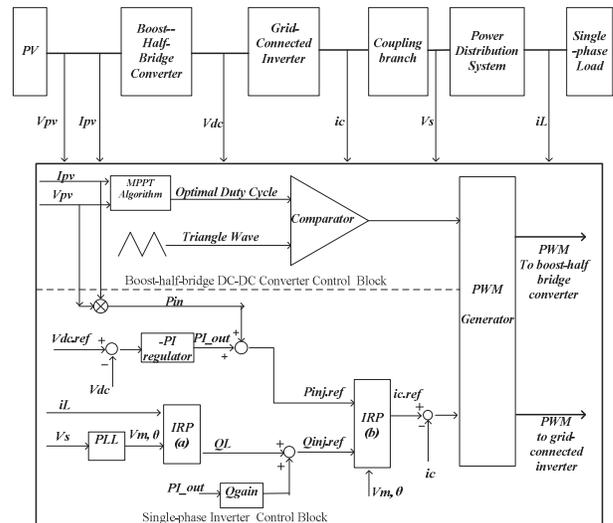 PV
Boost--
Half-
Bridge
Converter
Grid-
Connected
Inverter
Coupling
branch
Power
Distribution
System
Single
-phase
Load
Vpv
Ipv
Vdc
ic
Vs
iL
Ipv
Vpv
MPPT
Algorithm
Optimal Duty Cycle
Comparator
Triangle Wave
Boost-half-bridge DC-DC Converter Control Block
PWM
Generator
PWM
To boost-half
bridge
converter
Pin
Vdc.ref
+
−
Vdc
-PI
regulator
PI_out
+
+
Pinj.ref
iL
Vs
PLL
Vm, θ
IRP
(a)
QL
+
+
Qinj.ref
IRP
(b)
ic.ref
+
−
ic
Vm, θ
PI_out
Qgain
PWM
to grid-
connected
inverter
Single-phase Inverter Control Block